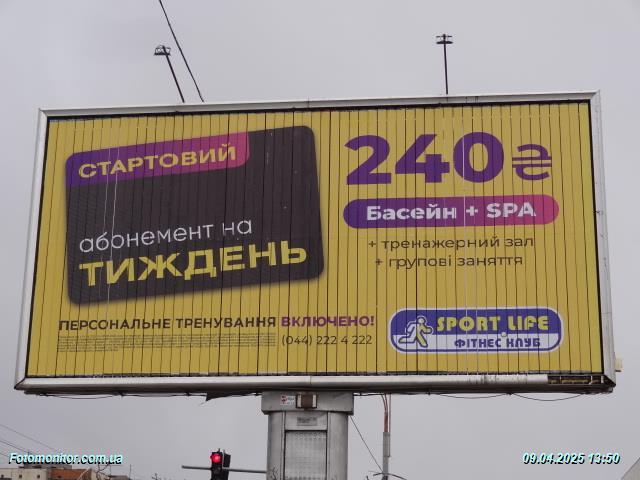 СТАРТОВИЙ
абонемент на
ТИЖДЕНЬ
240₴
Басейн + SPA
+ тренажерний зал
+ групові заняття
ПЕРСОНАЛЬНЕ ТРЕНУВАННЯ ВКЛЮЧЕНО!
(044) 222 4 222
SPORT LIFE
ФІТНЕС КЛУБ
Fotomonitor.com.ua
09.04.2025 13:50